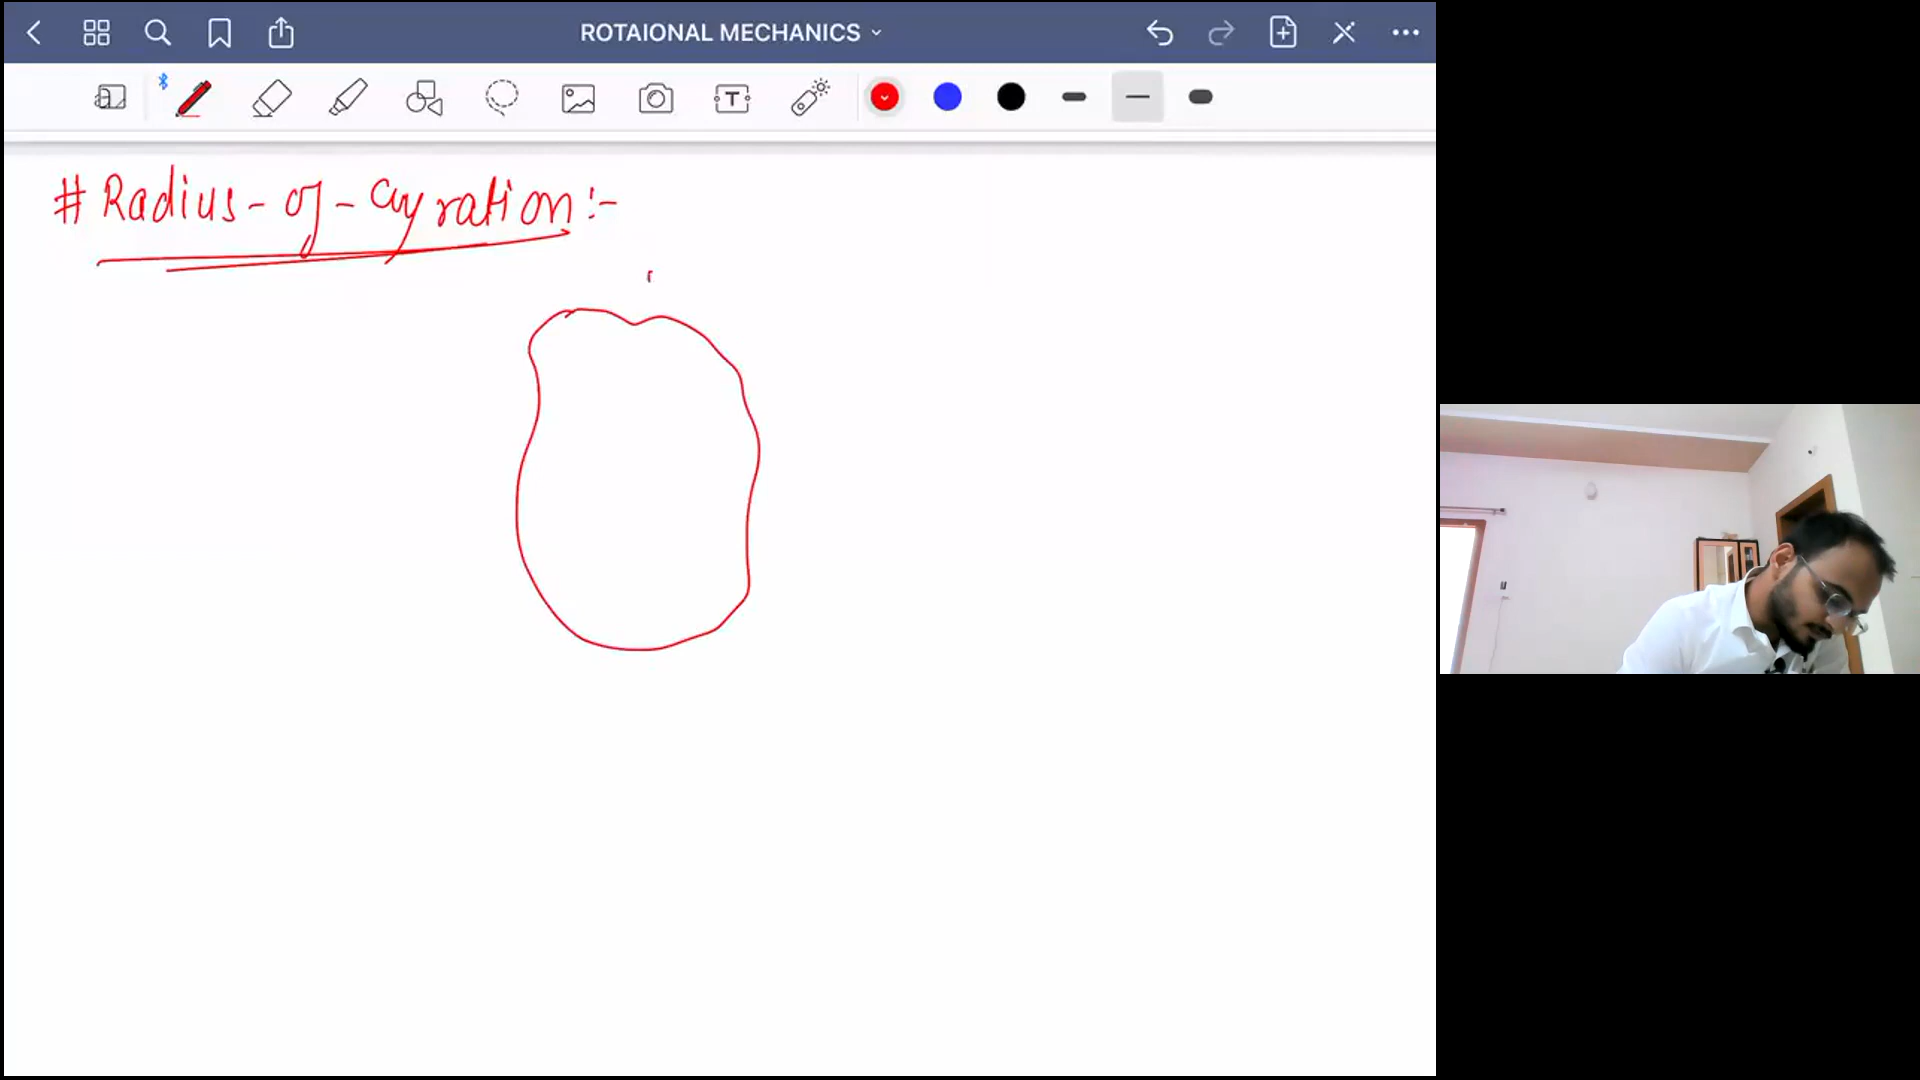 ROTAIONAL MECHANICS
# Radius - of - Gyration :-